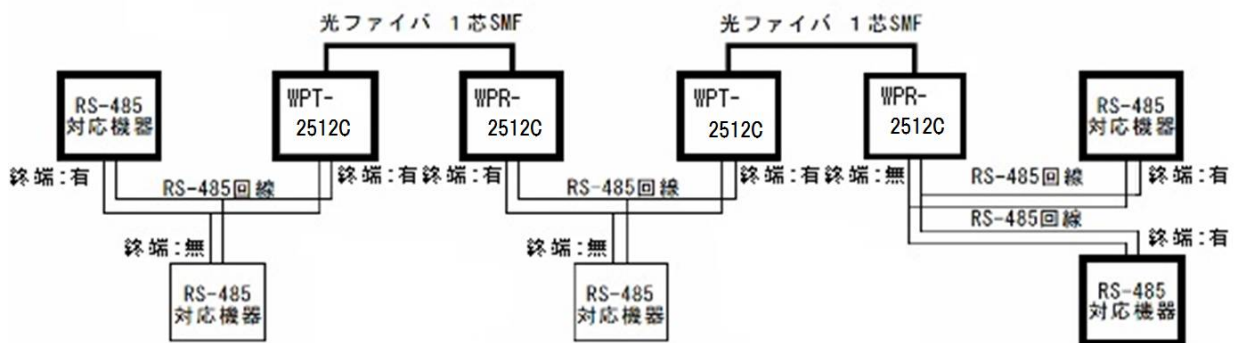 光ファイバ 1芯SMF
光ファイバ 1芯SMF
RS-485
対応機器
WPT-
2512C
WPR-
2512C
WPT-
2512C
WPR-
2512C
RS-485
対応機器
終端:有
RS-485回線
終端:有
終端:有
RS-485回線
終端:有
終端:無
RS-485回線
終端:有
RS-485回線
終端:無
終端:無
終端:有
RS-485
対応機器
RS-485
対応機器
RS-485
対応機器